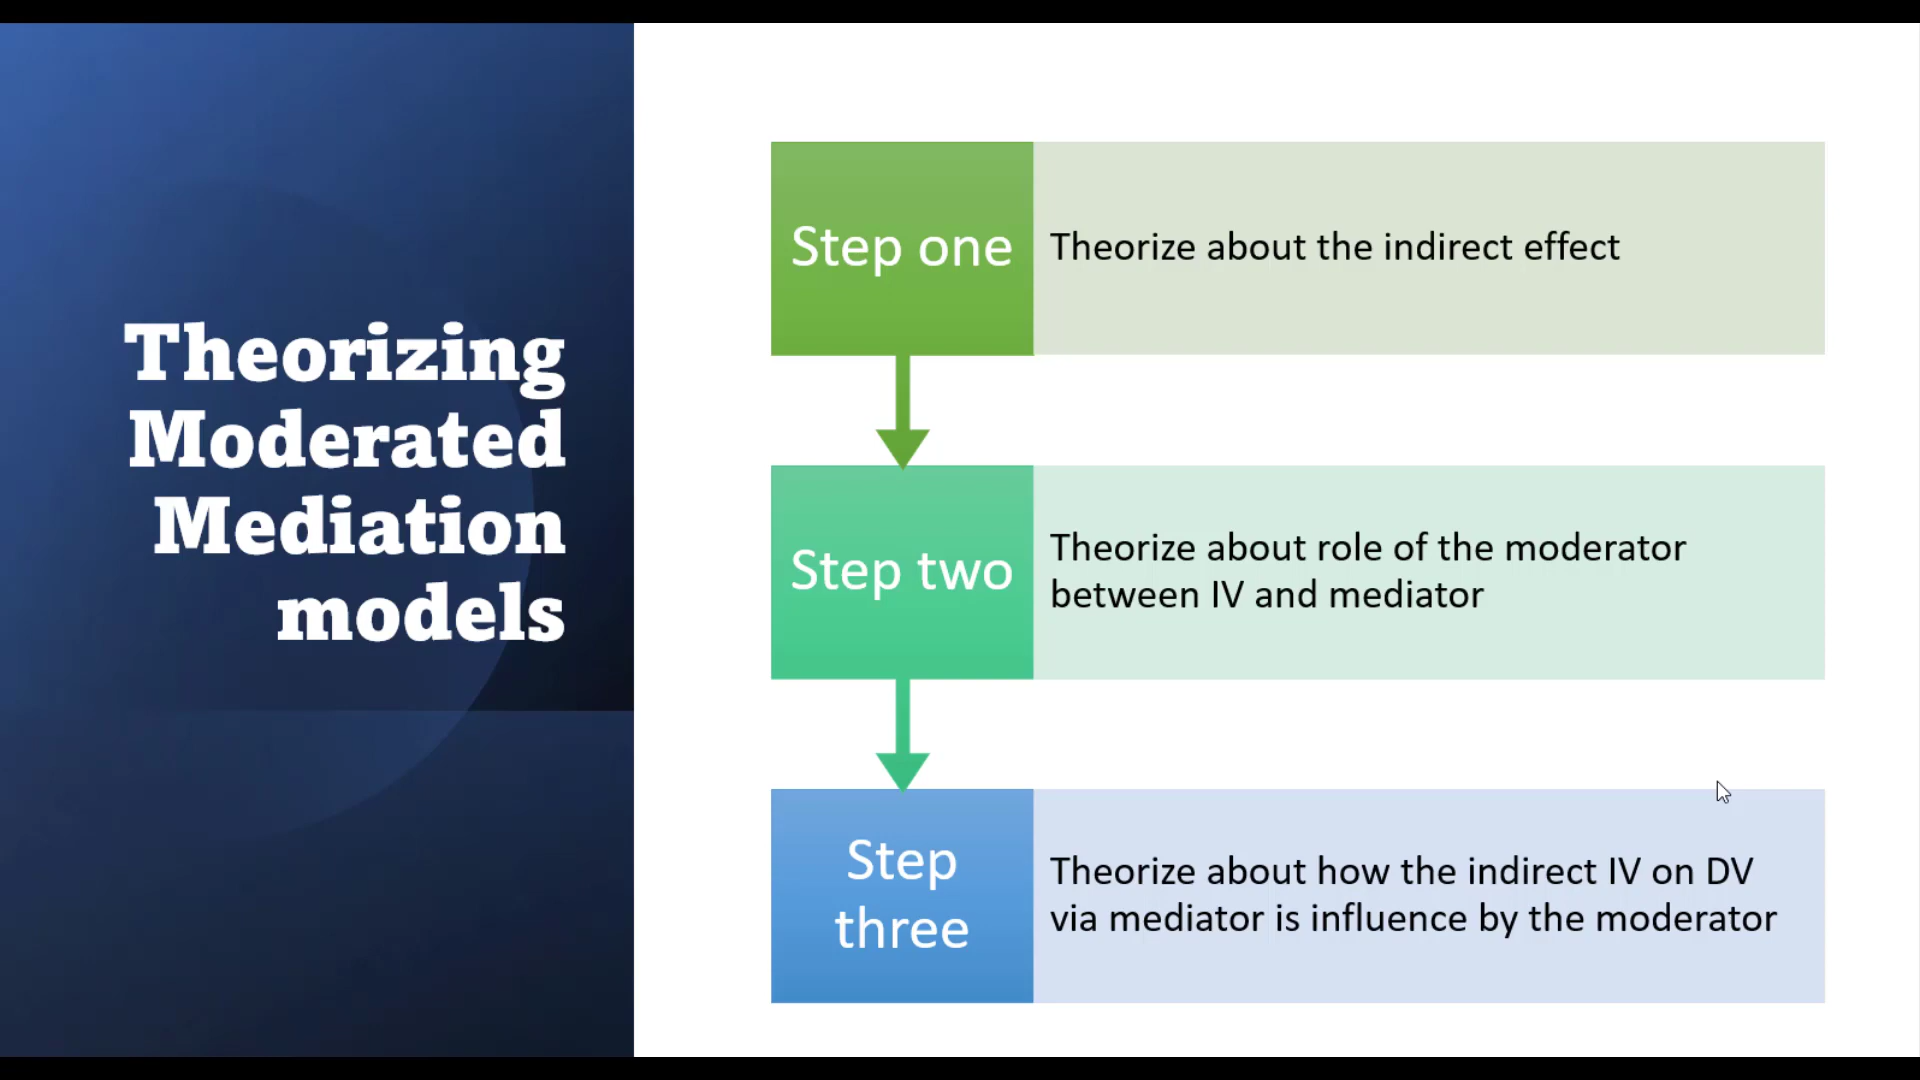 Theorizing
Moderated
Mediation
models
Step one
Theorize about the indirect effect
Step two
Theorize about role of the moderator
between IV and mediator
Step
three
Theorize about how the indirect IV on DV
via mediator is influence by the moderator